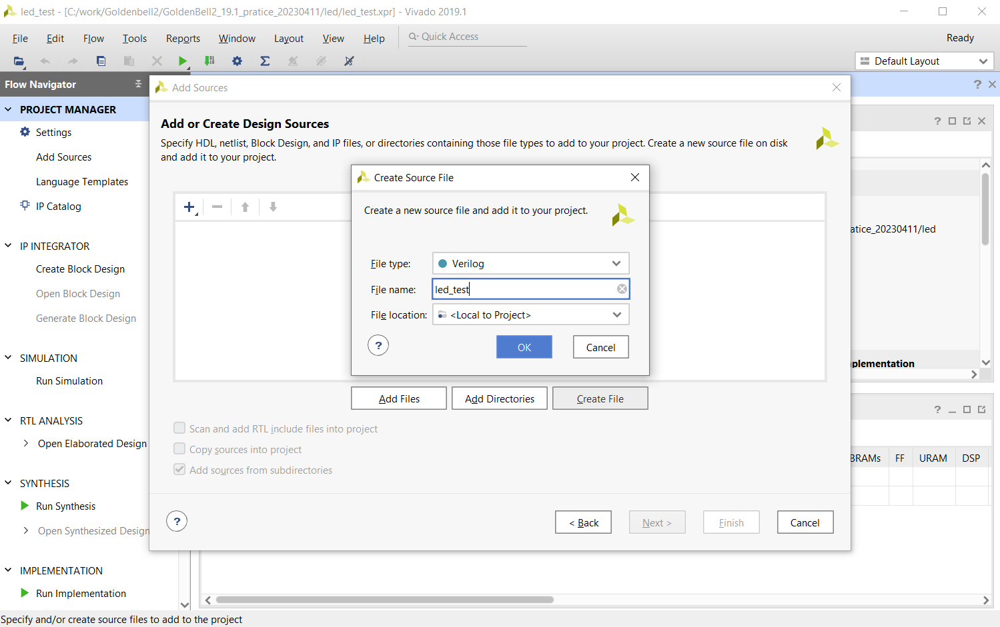 led_test - [C:/work/Goldenbell2/GoldenBell2_19.1_pratice_20230411/led/led_test.xpr] - Vivado 2019.1
File Edit Flow Tools Reports Window Layout View Help Quick Access Ready
Default Layout
Flow Navigator
PROJECT MANAGER
Settings
Add Sources
Language Templates
IP Catalog
IP INTEGRATOR
Create Block Design
Open Block Design
Generate Block Design
SIMULATION
Run Simulation
RTL ANALYSIS
Open Elaborated Design
SYNTHESIS
Run Synthesis
Open Synthesized Design
IMPLEMENTATION
Run Implementation
Add Sources
Add or Create Design Sources
Specify HDL, netlist, Block Design, and IP files, or directories containing those file types to add to your project. Create a new source file on disk
and add it to your project.
Create Source File
Create a new source file and add it to your project.
File type: Verilog
File name: led_test
File location: <Local to Project>
? OK Cancel
Add Files Add Directories Create File
Scan and add RTL include files into project
Copy sources into project
Add sources from subdirectories
? < Back Next > Finish Cancel
?
?
atice_20230411/led
plementation
?
BRAMs FF URAM DSP
Specify and/or create source files to add to the project